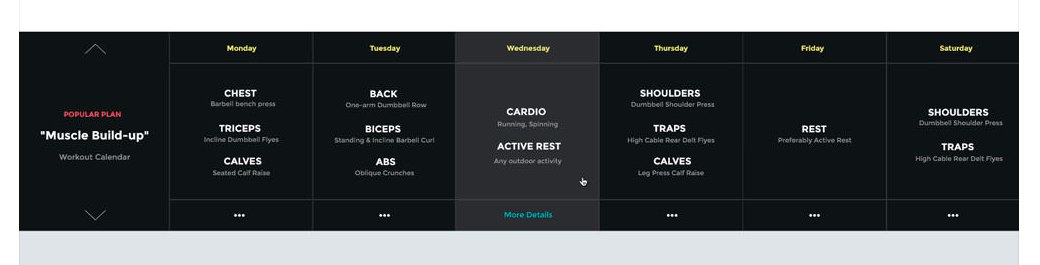 POPULAR PLAN
"Muscle Build-up"
Workout Calendar
Monday
CHEST
Barbell bench press
TRICEPS
Incline Dumbbell Flyes
CALVES
Seated Calf Raise
•••
Tuesday
BACK
One-arm Dumbbell Row
BICEPS
Standing & Incline Barbell Curl
ABS
Oblique Crunches
•••
Wednesday
CARDIO
Running, Spinning
ACTIVE REST
Any outdoor activity
More Details
Thursday
SHOULDERS
Dumbbell Shoulder Press
TRAPS
High Cable Rear Delt Flyes
CALVES
Leg Press Calf Raise
•••
Friday
REST
Preferably Active Rest
•••
Saturday
SHOULDERS
Dumbbell Shoulder Press
TRAPS
High Cable Rear Delt Flyes
•••